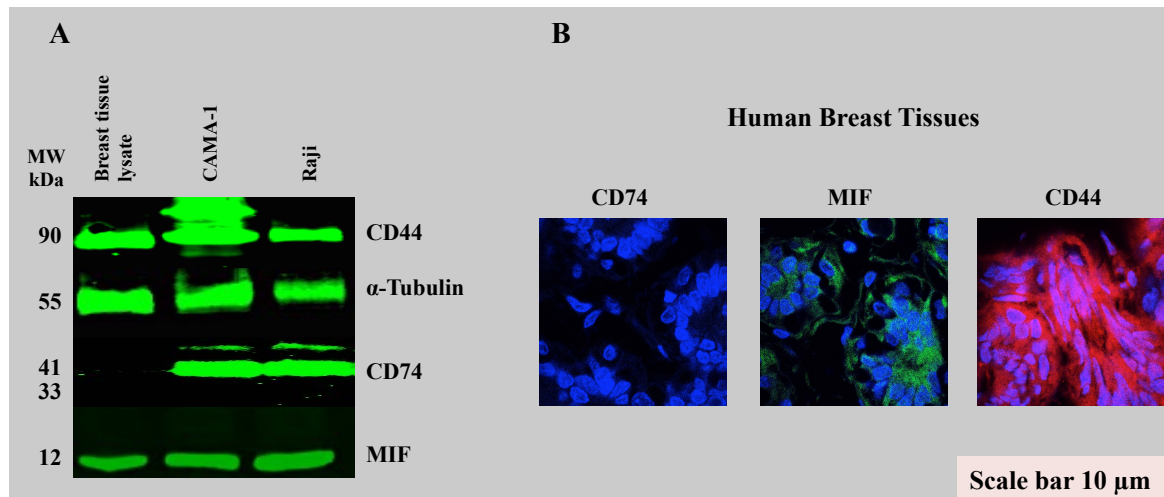 A
B
Breast tissue
lysate
CAMA-1
Raji
MW
kDa
90
CD44
55
α-Tubulin
41
33
CD74
12
MIF
Human Breast Tissues
CD74
MIF
CD44
Scale bar 10 µm